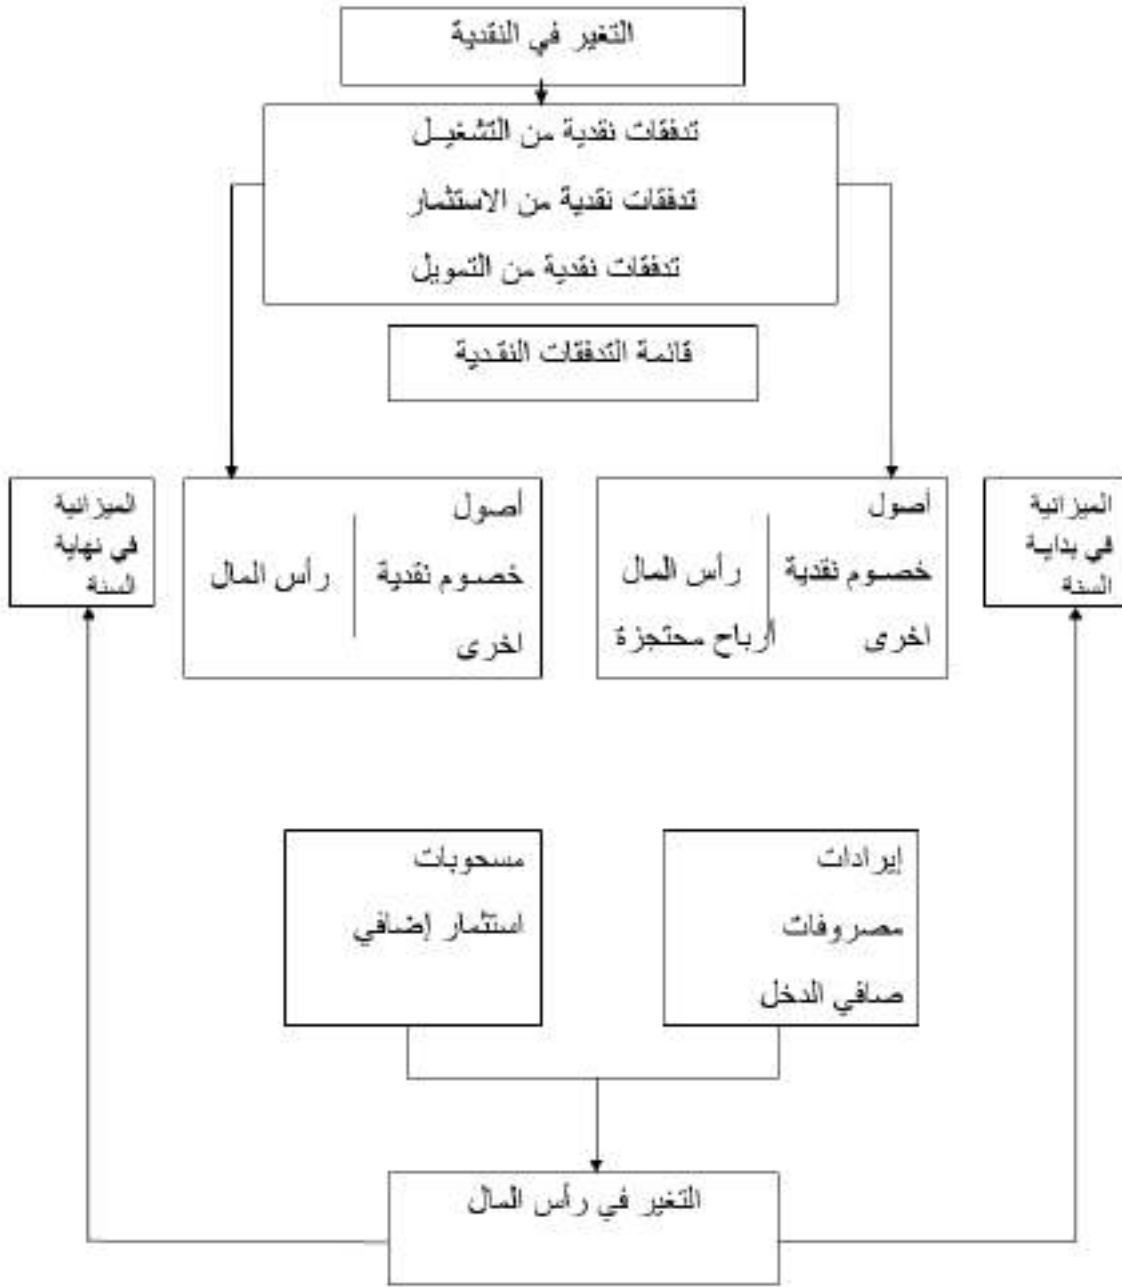 التغير في النقدية
تدفقات نقدية من التشغيل
تدفقات نقدية من الاستثمار
تدفقات نقدية من التمويل
قائمة التدفقات النقدية
الميزانية
في بداية
السنة
أصول
خصوم نقدية
رأس المال
اخرى
أرباح محتجزة
أصول
خصوم نقدية
رأس المال
اخرى
الميزانية
في نهاية
السنة
إيرادات
مصروفات
صافي الدخل
مسحوبات
استثمار إضافي
التغير في رأس المال